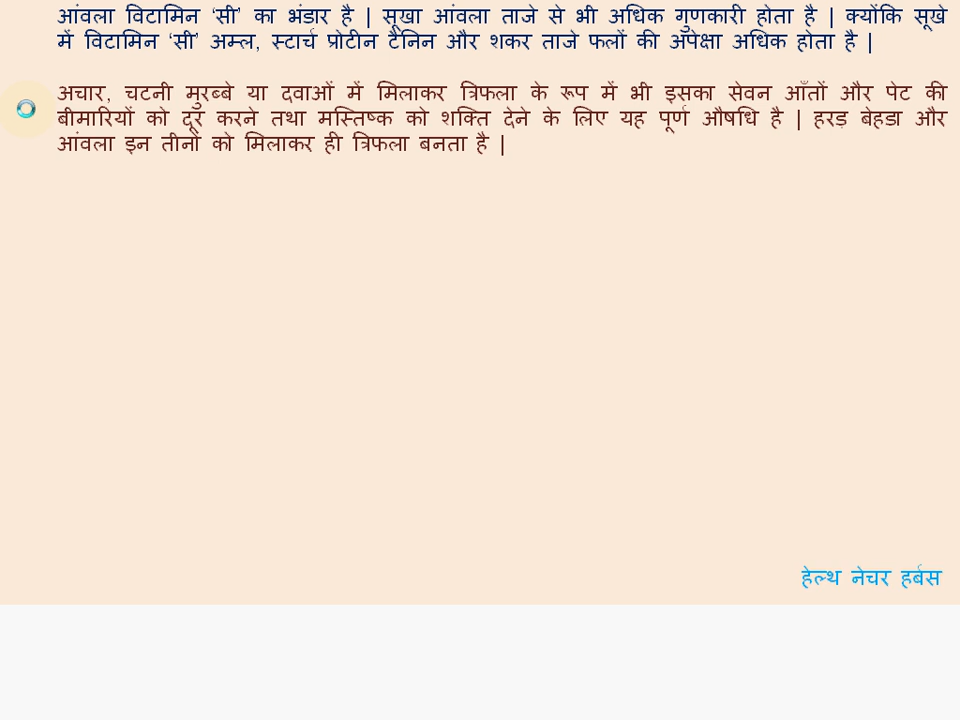 आंवला विटामिन ‘सी’ का भंडार है | सूखा आंवला ताजे से भी अधिक गुणकारी होता है | क्योंकि सूखे
में विटामिन ‘सी’ अम्ल, स्टार्च प्रोटीन टैनिन और शकर ताजे फलों की अपेक्षा अधिक होता है |
अचार, चटनी मुरब्बे या दवाओं में मिलाकर त्रिफला के रूप में भी इसका सेवन आँतों और पेट की
बीमारियों को दूर करने तथा मस्तिष्क को शक्ति देने के लिए यह पूर्ण औषधि है | हरड़ बेहडा और
आंवला इन तीनों को मिलाकर ही त्रिफला बनता है |
हेल्थ नेचर हर्बस